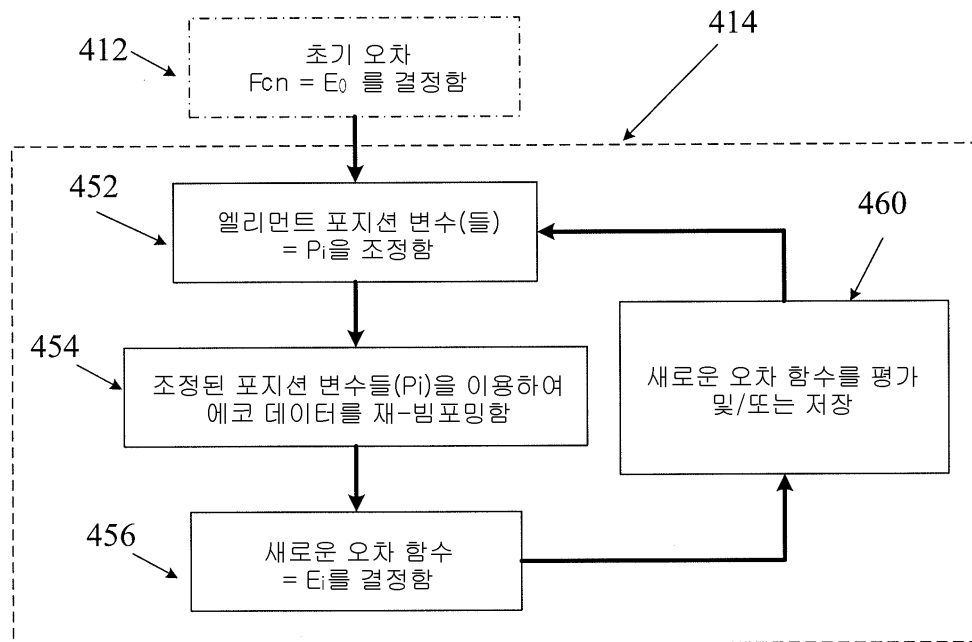 412
초기 오차
Fcn = E₀ 를 결정함
414
452
엘리먼트 포지션 변수(들)
= Pi을 조정함
460
454
조정된 포지션 변수들(Pi)을 이용하여
에코 데이터를 재-빔포밍함
새로운 오차 함수를 평가
및/또는 저장
456
새로운 오차 함수
= Ei를 결정함